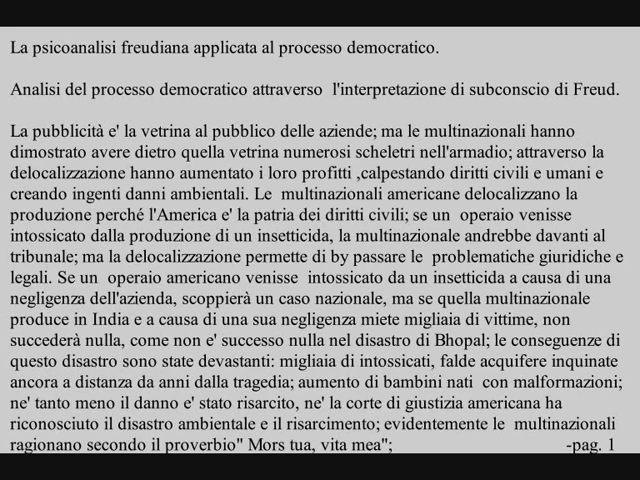 La psicoanalisi freudiana applicata al processo democratico.
Analisi del processo democratico attraverso  l'interpretazione di subconscio di Freud.
La pubblicità e' la vetrina al pubblico delle aziende; ma le multinazionali hanno
dimostrato avere dietro quella vetrina numerosi scheletri nell'armadio; attraverso la
delocalizzazione hanno aumentato i loro profitti ,calpestando diritti civili e umani e
creando ingenti danni ambientali. Le  multinazionali americane delocalizzano la
produzione perché l'America e' la patria dei diritti civili; se un  operaio venisse
intossicato dalla produzione di un insetticida, la multinazionale andrebbe davanti al
tribunale; ma la delocalizzazione permette di by passare le  problematiche giuridiche e
legali. Se un  operaio americano venisse  intossicato da un insetticida a causa di una
negligenza dell'azienda, scoppierà un caso nazionale, ma se quella multinazionale
produce in India e a causa di una sua negligenza miete migliaia di vittime, non
succederà nulla, come non e' successo nulla nel disastro di Bhopal; le conseguenze di
questo disastro sono state devastanti: migliaia di intossicati, falde acquifere inquinate
ancora a distanza da anni dalla tragedia; aumento di bambini nati  con malformazioni;
ne' tanto meno il danno e' stato risarcito, ne' la corte di giustizia americana ha
riconosciuto il disastro ambientale e il risarcimento; evidentemente le  multinazionali
ragionano secondo il proverbio" Mors tua, vita mea"; -pag. 1